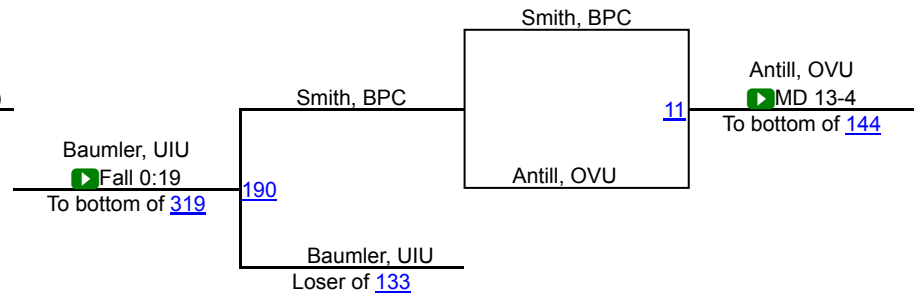 Smith, BPC
Antill, OVU
MD 13-4
11
To bottom of 144
Smith, BPC
Antill, OVU
Baumler, UIU
Fall 0:19
190
To bottom of 319
Baumler, UIU
Loser of 133